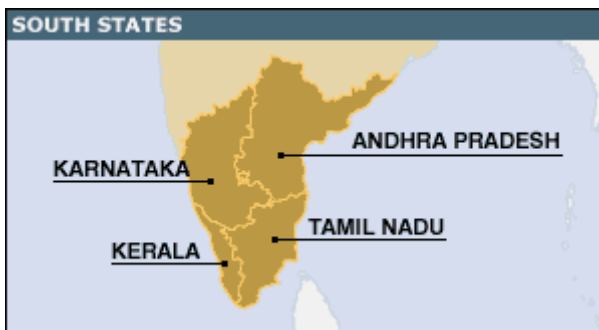 SOUTH STATES
ANDHRA PRADESH
KARNATAKA
TAMIL NADU
KERALA